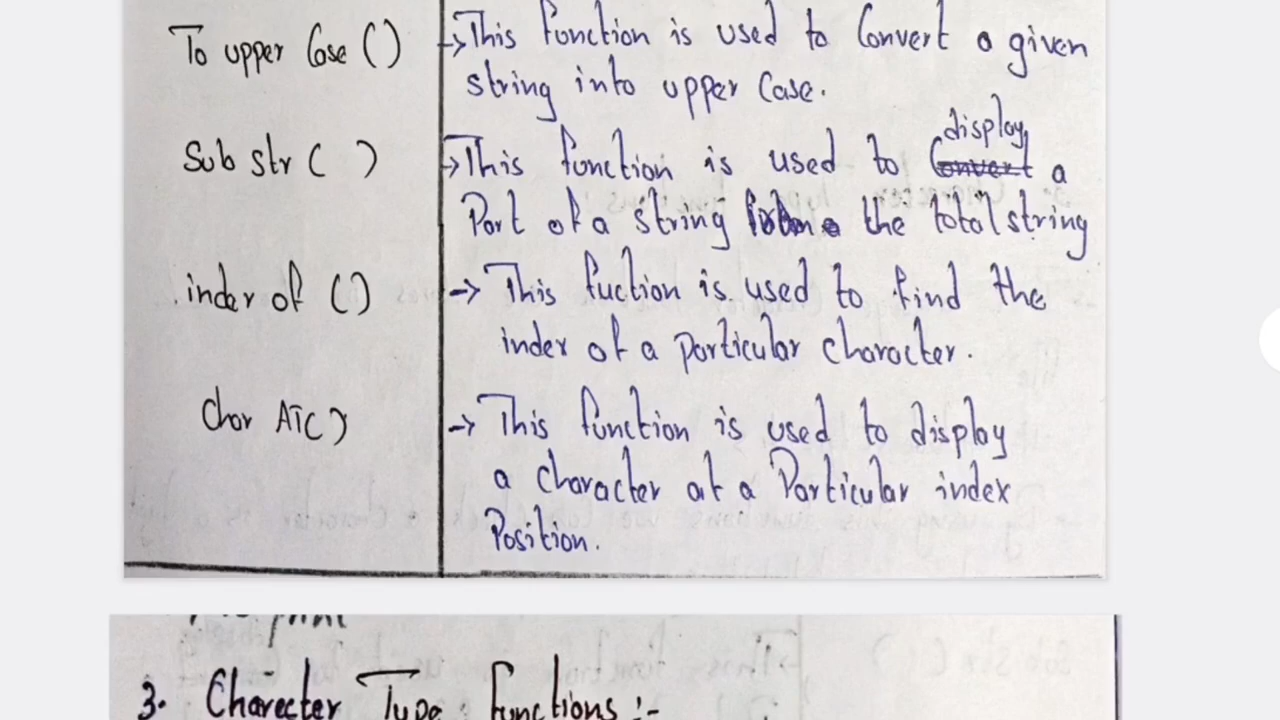 To upper Case () →This function is used to Convert a given
string into upper Case.
display
Sub str ( ) →This function is used to Convert a
Part of a string the total string
index of () → This fuction is used to find the
index of a particular character.
Char AT() → This function is used to display
a character at a Particular index
Position.
3. Charecter Type functions :-